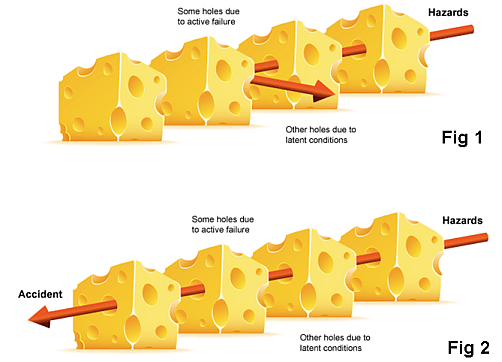 Some holes due
to active failure
Hazards
Other holes due to
latent conditions
Fig 1
Some holes due
to active failure
Hazards
Accident
Other holes due to
latent conditions
Fig 2